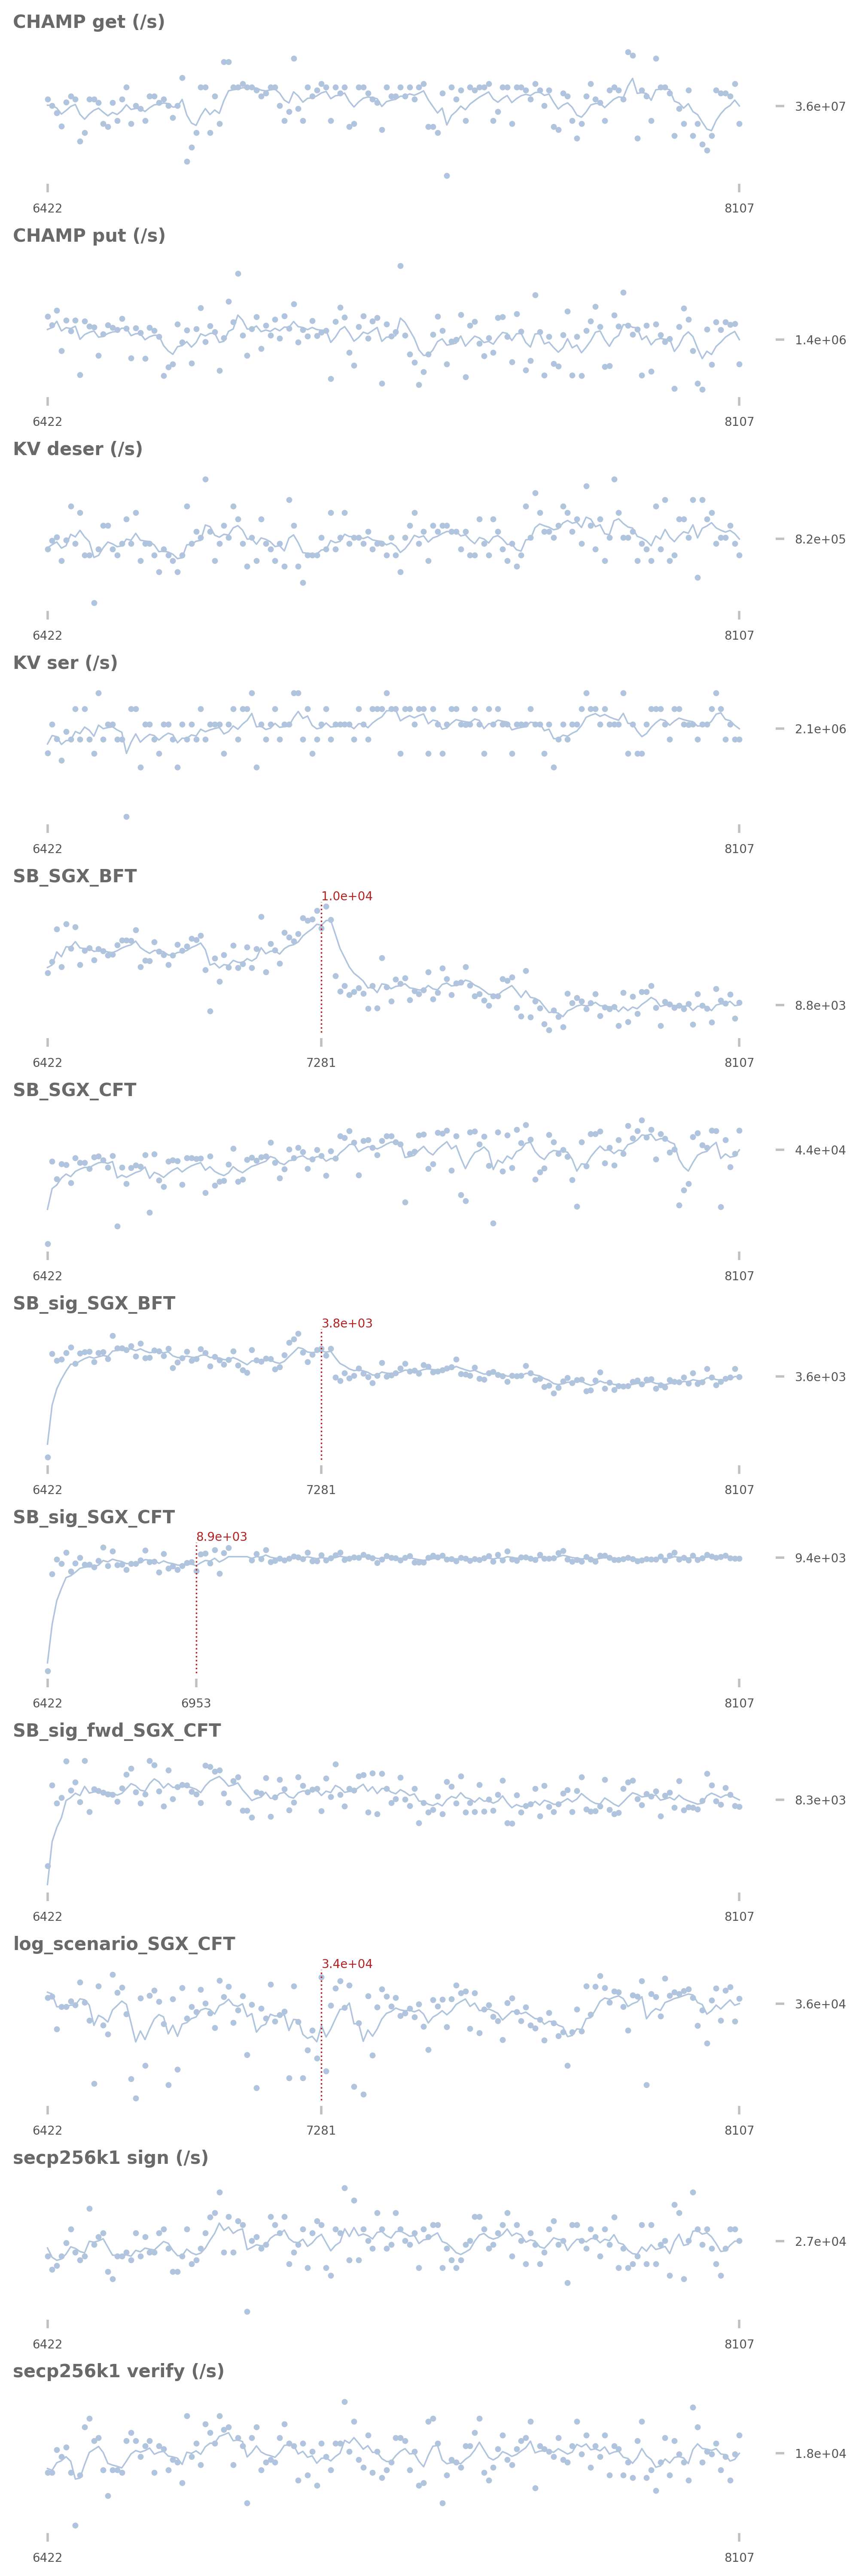 CHAMP get (/s)
3.6e+07
6422 8107
CHAMP put (/s)
1.4e+06
6422 8107
KV deser (/s)
8.2e+05
6422 8107
KV ser (/s)
2.1e+06
6422 8107
SB_SGX_BFT
1.0e+04
8.8e+03
6422 7281 8107
SB_SGX_CFT
4.4e+04
6422 8107
SB_sig_SGX_BFT
3.8e+03
3.6e+03
6422 7281 8107
SB_sig_SGX_CFT
8.9e+03
9.4e+03
6422 6953 8107
SB_sig_fwd_SGX_CFT
8.3e+03
6422 8107
log_scenario_SGX_CFT
3.4e+04
3.6e+04
6422 7281 8107
secp256k1 sign (/s)
2.7e+04
6422 8107
secp256k1 verify (/s)
1.8e+04
6422 8107